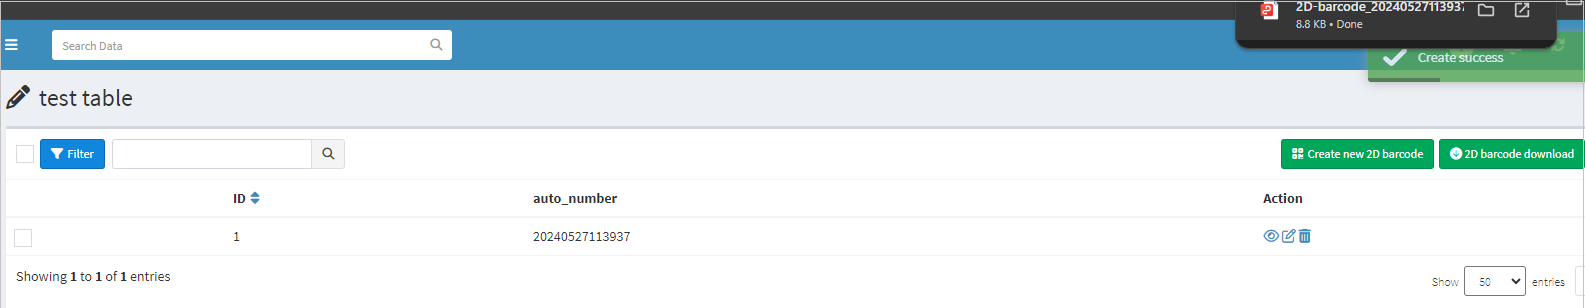 2D-barcode_20240527113937
8.8 KB • Done
Search Data
Create success
test table
Filter
Create new 2D barcode
2D barcode download
ID
auto_number
Action
1
20240527113937
Showing 1 to 1 of 1 entries
Show 50 entries